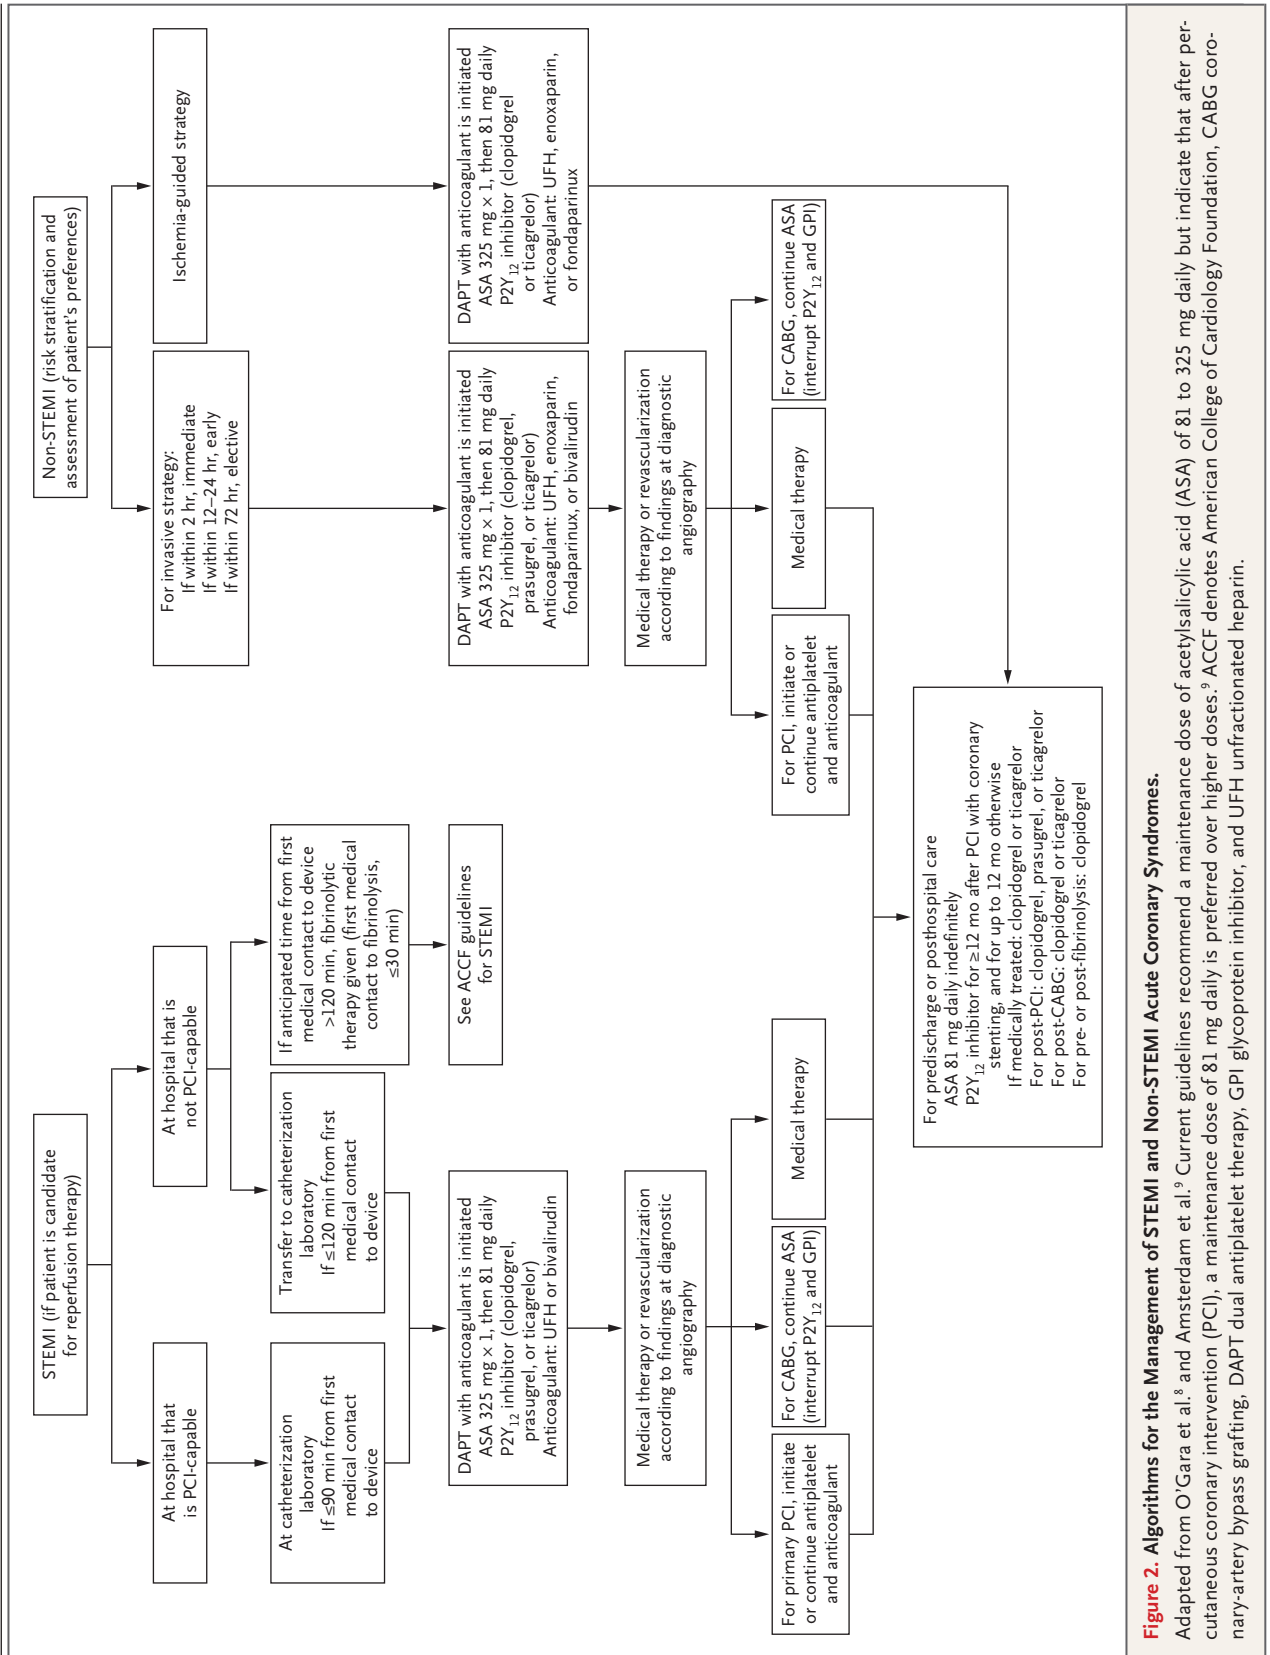 STEMI (if patient is candidate
for reperfusion therapy)
At hospital that
is PCI-capable
At hospital that is
not PCI-capable
At catheterization
laboratory
If ≤90 min from first
medical contact
to device
Transfer to catheterization
laboratory
If ≤120 min from first
medical contact
to device
If anticipated time from first
medical contact to device
>120 min, fibrinolytic
therapy given (first medical
contact to fibrinolysis,
≤30 min)
See ACCF guidelines
for STEMI
DAPT with anticoagulant is initiated
ASA 325 mg × 1, then 81 mg daily
P2Y12 inhibitor (clopidogrel,
prasugrel, or ticagrelor)
Anticoagulant: UFH or bivalirudin
Medical therapy or revascularization
according to findings at diagnostic
angiography
For primary PCI, initiate
or continue antiplatelet
and anticoagulant
For CABG, continue ASA
(interrupt P2Y12 and GPI)
Medical therapy
Non-STEMI (risk stratification and
assessment of patient's preferences)
For invasive strategy:
If within 2 hr, immediate
If within 12–24 hr, early
If within 72 hr, elective
Ischemia-guided strategy
DAPT with anticoagulant is initiated
ASA 325 mg × 1, then 81 mg daily
P2Y12 inhibitor (clopidogrel,
prasugrel, or ticagrelor)
Anticoagulant: UFH, enoxaparin,
fondaparinux, or bivalirudin
DAPT with anticoagulant is initiated
ASA 325 mg × 1, then 81 mg daily
P2Y12 inhibitor (clopidogrel
or ticagrelor)
Anticoagulant: UFH, enoxaparin,
or fondaparinux
Medical therapy or revascularization
according to findings at diagnostic
angiography
For PCI, initiate or
continue antiplatelet
and anticoagulant
Medical therapy
For CABG, continue ASA
(interrupt P2Y12 and GPI)
For predischarge or posthospital care
ASA 81 mg daily indefinitely
P2Y12 inhibitor for ≥12 mo after PCI with coronary
stenting, and for up to 12 mo otherwise
If medically treated: clopidogrel or ticagrelor
For post-PCI: clopidogrel, prasugrel, or ticagrelor
For post-CABG: clopidogrel or ticagrelor
For pre- or post-fibrinolysis: clopidogrel
Figure 2. Algorithms for the Management of STEMI and Non-STEMI Acute Coronary Syndromes.
Adapted from O'Gara et al.8 and Amsterdam et al.9 Current guidelines recommend a maintenance dose of acetylsalicylic acid (ASA) of 81 to 325 mg daily but indicate that after per-
cutaneous coronary intervention (PCI), a maintenance dose of 81 mg daily is preferred over higher doses.9 ACCF denotes American College of Cardiology Foundation, CABG coro-
nary-artery bypass grafting, DAPT dual antiplatelet therapy, GPI glycoprotein inhibitor, and UFH unfractionated heparin.